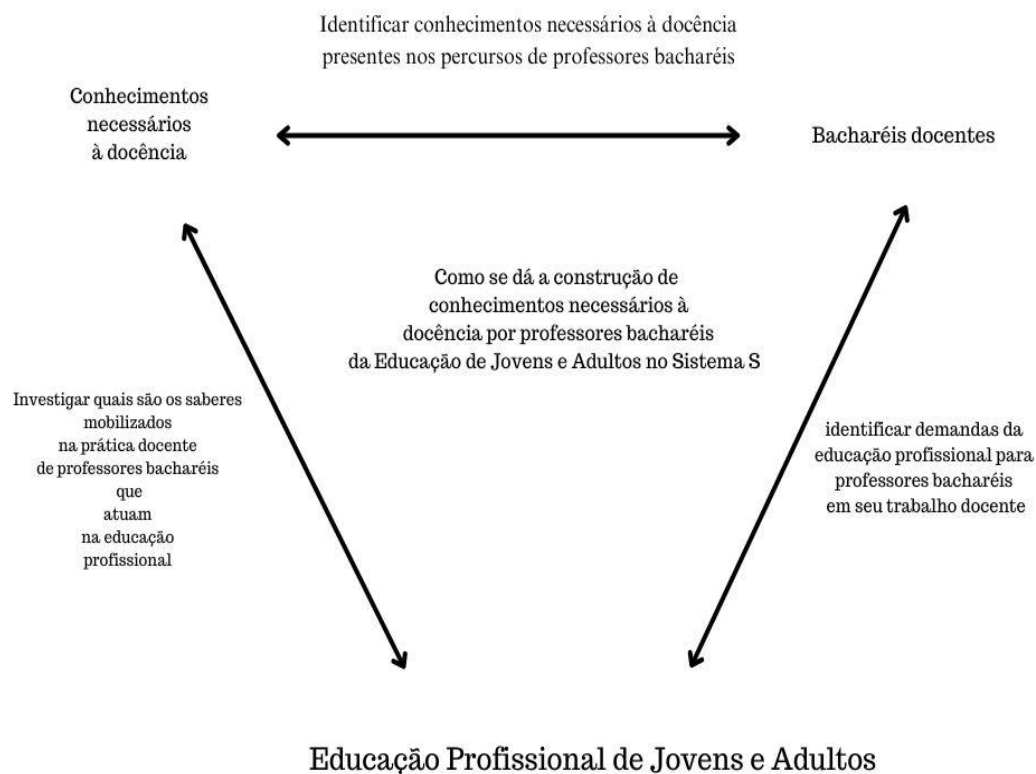 Identificar conhecimentos necessários à docência
presentes nos percursos de professores bacharéis
Conhecimentos
necessários
à docência
Bacharéis docentes
Como se dá a construção de
conhecimentos necessários à
docência por professores bacharéis
da Educação de Jovens e Adultos no Sistema S
Investigar quais são os saberes
mobilizados
na prática docente
de professores bacharéis
que
atuam
na educação
profissional
identificar demandas da
educação profissional para
professores bacharéis
em seu trabalho docente
Educação Profissional de Jovens e Adultos